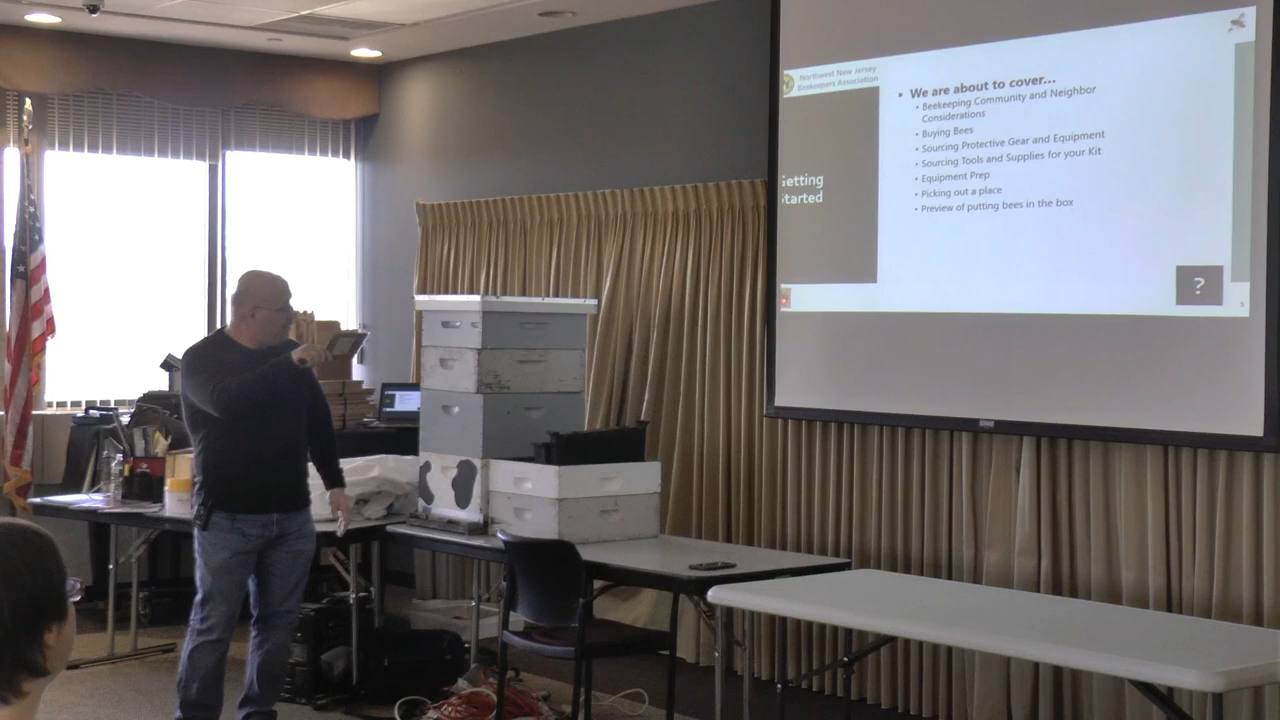 Northwest New Jersey
Beekeepers Association
Getting
Started
• We are about to cover...
• Beekeeping Community and Neighbor
Considerations
• Buying Bees
• Sourcing Protective Gear and Equipment
• Sourcing Tools and Supplies for your Kit
• Equipment Prep
• Picking out a place
• Preview of putting bees in the box
?
5